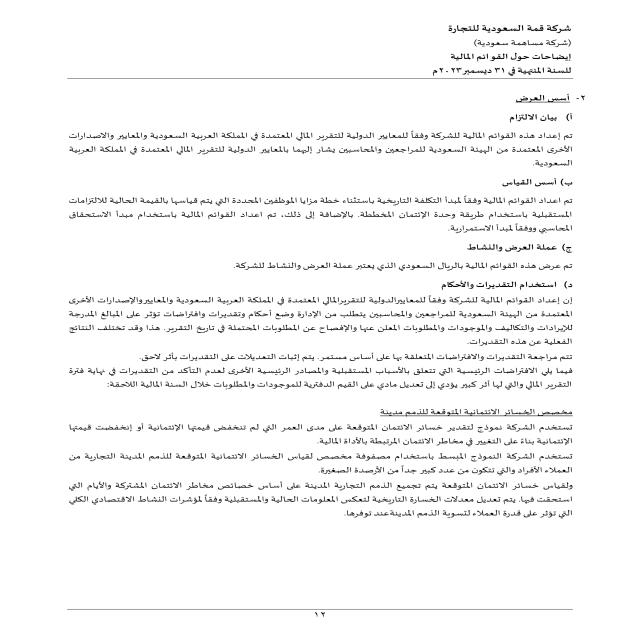 شركة قمة السعودية للتجارة
(شركة مساهمة سعودية)
إيضاحات حول القوائم المالية
للسنة المنتهية في ٣١ ديسمبر٢٠٢٣م
٢- أسس العرض
أ) بيان الالتزام
تم إعداد هذه القوائم المالية للشركة وفقاً للمعايير الدولية للتقرير المالي المعتمدة في المملكة العربية السعودية والمعايير والاصدارات
الأخرى المعتمدة من الهيئة السعودية للمراجعين والمحاسبين يشار إليهما بالمعايير الدولية للتقرير المالي المعتمدة في المملكة العربية
السعودية.
ب) أسس القياس
تم اعداد القوائم المالية وفقاً لمبدأ التكلفة التاريخية باستثناء خطة مزايا الموظفين المحددة التي يتم قياسها بالقيمة الحالية للالتزامات
المستقبلية باستخدام طريقة وحدة الإئتمان المخططة. بالإضافة إلى ذلك، تم اعداد القوائم المالية باستخدام مبدأ الاستحقاق
المحاسبي ووفقاً لمبدأ الاستمرارية.
ج) عملة العرض والنشاط
تم عرض هذه القوائم المالية بالريال السعودي الذي يعتبر عملة العرض والنشاط للشركة.
د) استخدام التقديرات والأحكام
إن إعداد القوائم المالية للشركة وفقاً للمعاييرالدولية للتقريرالمالي المعتمدة في المملكة العربية السعودية والمعاييروالإصدارات الأخرى
المعتمدة من الهيئة السعودية للمراجعين والمحاسبين يتطلب من الإدارة وضع أحكام وتقديرات وافتراضات تؤثر على المبالغ المدرجة
للإيرادات والتكاليف والموجودات والمطلوبات المعلن عنها والإفصاح عن المطلوبات المحتملة في تاريخ التقرير. هذا وقد تختلف النتائج
الفعلية عن هذه التقديرات.
تتم مراجعة التقديرات والافتراضات المتعلقة بها على أساس مستمر. يتم إثبات التعديلات على التقديرات بأثر لاحق.
فيما يلي الافتراضات الرئيسية التي تتعلق بالأسباب المستقبلية والمصادر الرئيسية الأخرى لعدم التأكد من التقديرات في نهاية فترة
التقرير المالي والتي لها أثر كبير يؤدي إلى تعديل مادي على القيم الدفترية للموجودات والمطلوبات خلال السنة المالية اللاحقة:
مخصص الخسائر الائتمانية المتوقعة للذمم مدينة
تستخدم الشركة نموذج لتقدير خسائر الائتمان المتوقعة على مدى العمر التي لم تنخفض قيمتها الإئتمانية أو إنخفضت قيمتها
الإئتمانية بناءً على التغيير في مخاطر الائتمان المرتبطة بالأداة المالية.
تستخدم الشركة النموذج المبسط باستخدام مصفوفة مخصص لقياس الخسائر الائتمانية المتوقعة للذمم المدينة التجارية من
العملاء الأفراد والتي تتكون من عدد كبير جداً من الأرصدة الصغيرة.
ولقياس خسائر الائتمان المتوقعة يتم تجميع الذمم التجارية المدينة على أساس خصائص مخاطر الائتمان المشتركة والأيام التي
استحقت فيها. يتم تعديل معدلات الخسارة التاريخية لتعكس المعلومات الحالية والمستقبلية وفقاً لمؤشرات النشاط الاقتصادي الكلي
التي تؤثر على قدرة العملاء لتسوية الذمم المدينةعند توفرها.
١٢